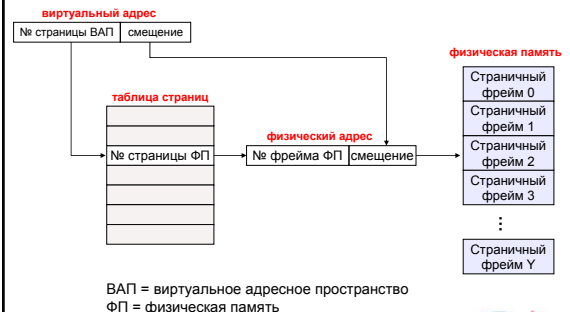 виртуальный адрес
№ страницы ВАП смещение
физическая память
Страничный
фрейм 0
Страничный
фрейм 1
Страничный
фрейм 2
Страничный
фрейм 3
⋮
Страничный
фрейм Y
таблица страниц
№ страницы ФП
физический адрес
№ фрейма ФП смещение
ВАП = виртуальное адресное пространство
ФП = физическая память